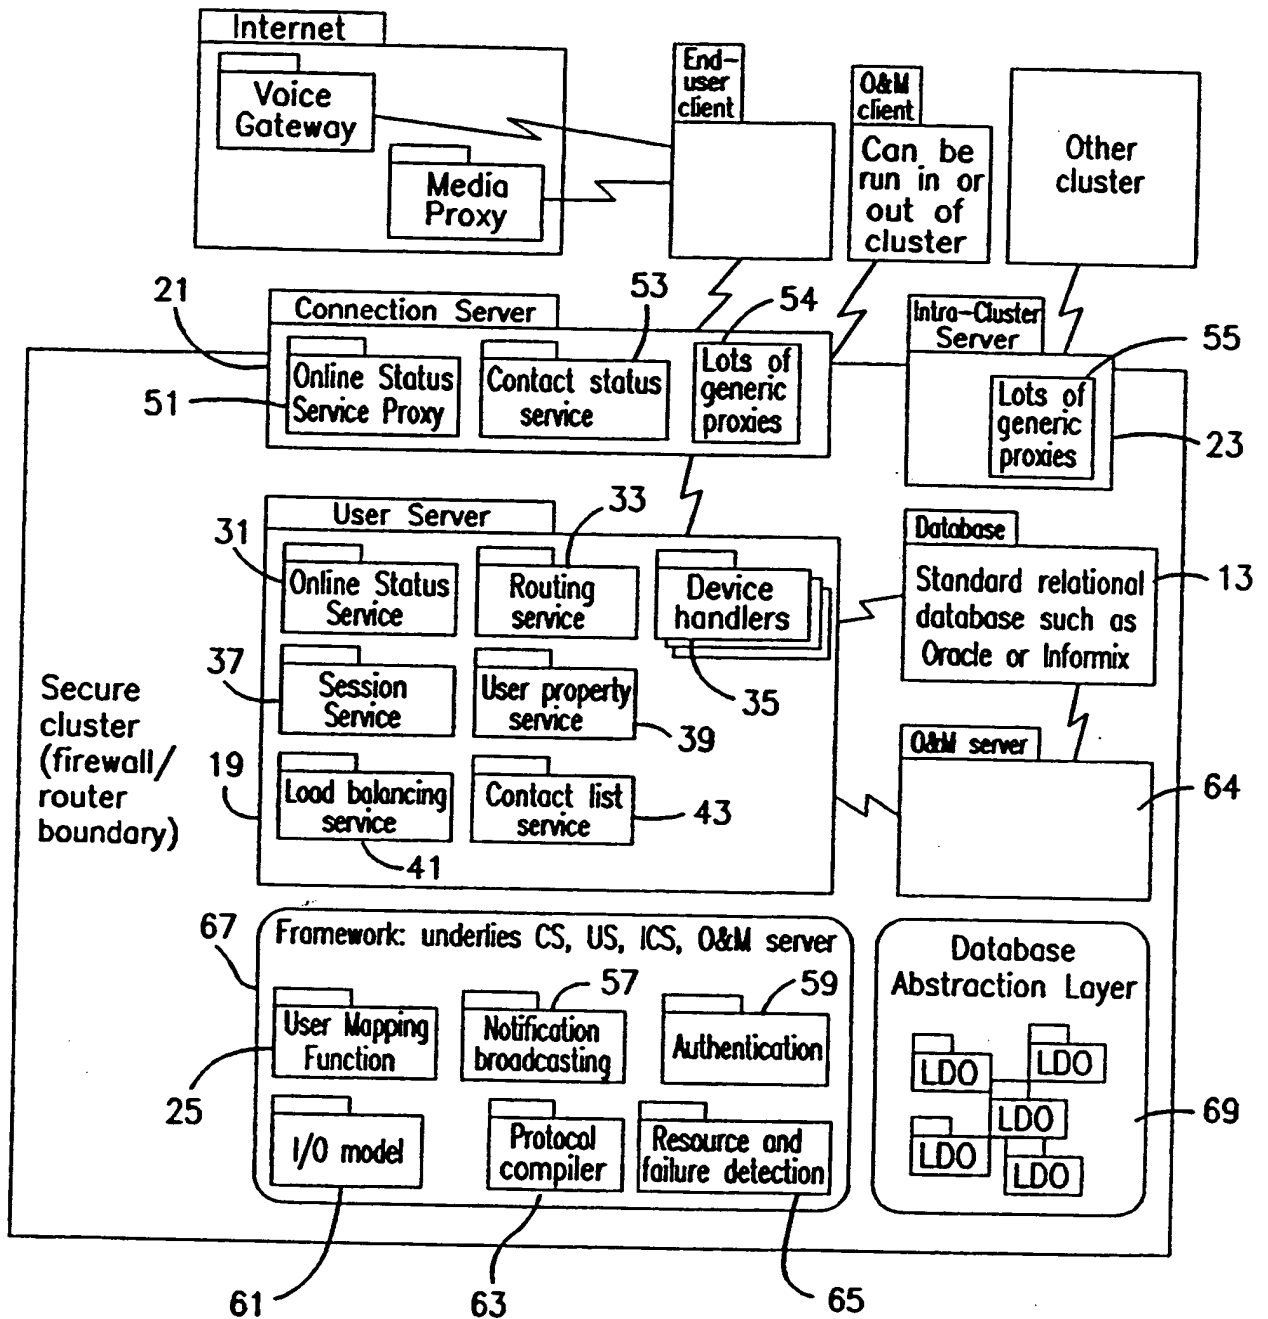 Internet
Voice
Gateway
Media
Proxy
End-
user
client
O&M
client
Can be
run in or
out of
cluster
Other
cluster
21
Connection Server
53
54
Online Status
Service Proxy
51
Contact status
service
Lots of
generic
proxies
Intra-Cluster
Server
55
Lots of
generic
proxies
23
User Server
31
33
Online Status
Service
Routing
service
Device
handlers
35
37
Session
Service
User property
service
39
19
Load balancing
service
41
Contact list
service
43
Database
Standard relational
database such as
Oracle or Informix
13
O&M server
64
Secure
cluster
(firewall/
router
boundary)
67
Framework: underlies CS, US, ICS, O&M server
57
59
User Mapping
Function
25
Notification
broadcasting
Authentication
I/O model
61
Protocol
compiler
63
Resource and
failure detection
65
Database
Abstraction Layer
LDO
LDO
LDO
LDO
LDO
69